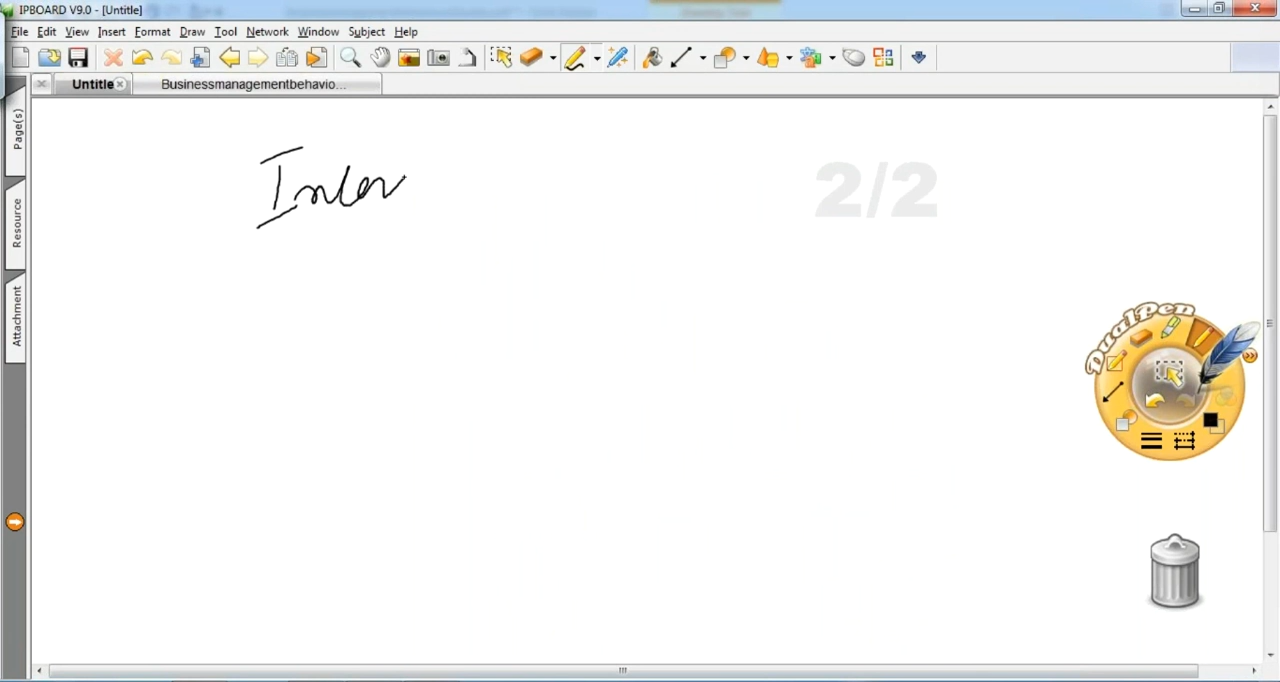 IPBOARD V9.0 - [Untitle]
File Edit View Insert Format Draw Tool Network Window Subject Help
Untitle Businessmanagementbehavio...
Page(s)
Resource
Attachment
Inter
2/2
DualPen